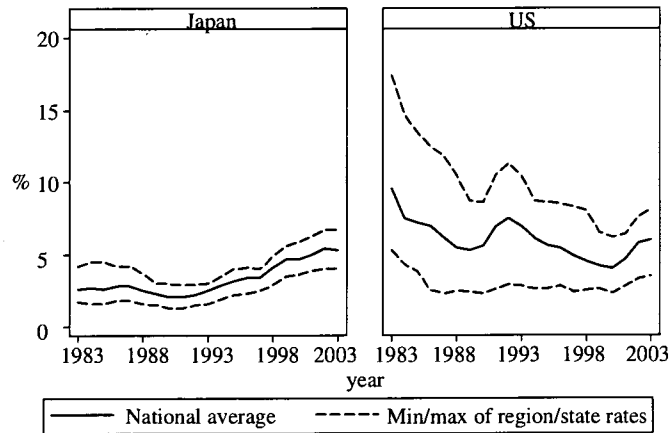 Japan US
20
15
10
5
0
%
1983 1988 1993 1998 2003 1983 1988 1993 1998 2003
year
National average Min/max of region/state rates